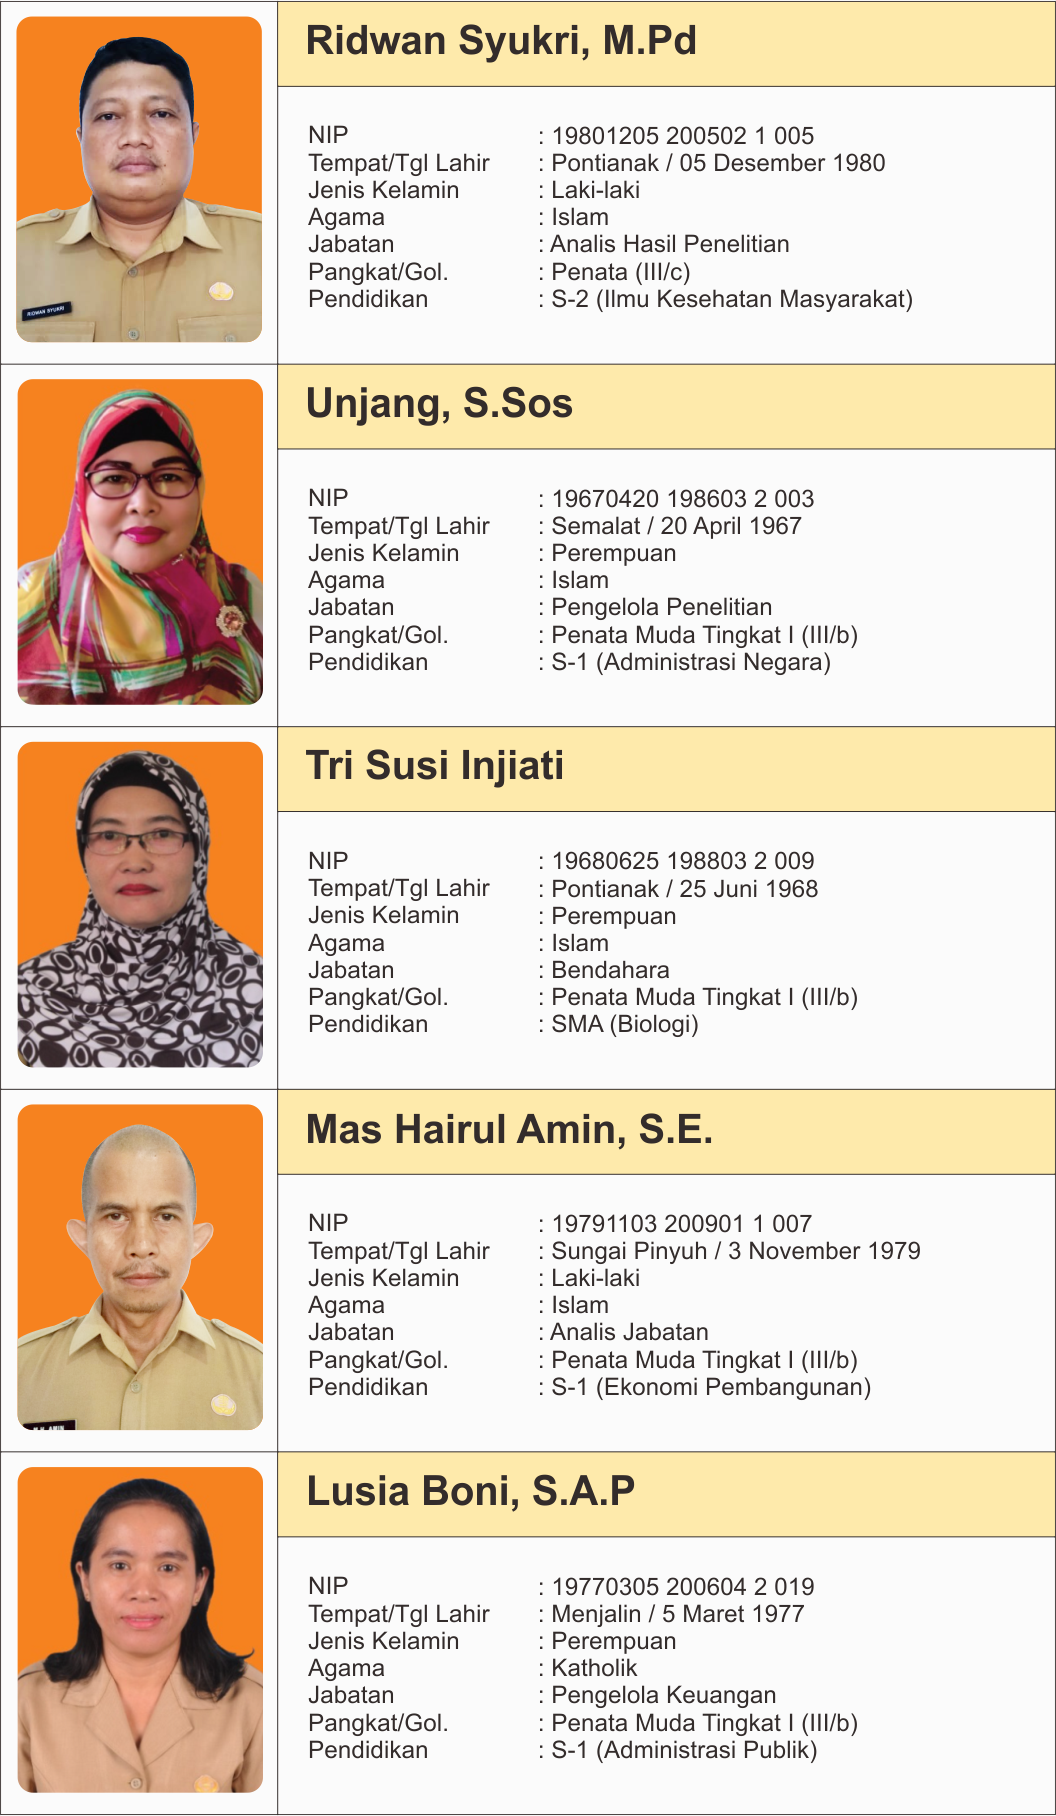 Ridwan Syukri, M.Pd
NIP : 19801205 200502 1 005
Tempat/Tgl Lahir : Pontianak / 05 Desember 1980
Jenis Kelamin : Laki-laki
Agama : Islam
Jabatan : Analis Hasil Penelitian
Pangkat/Gol. : Penata (III/c)
Pendidikan : S-2 (Ilmu Kesehatan Masyarakat)
RIDWAN SYUKRI
Unjang, S.Sos
NIP : 19670420 198603 2 003
Tempat/Tgl Lahir : Semalat / 20 April 1967
Jenis Kelamin : Perempuan
Agama : Islam
Jabatan : Pengelola Penelitian
Pangkat/Gol. : Penata Muda Tingkat I (III/b)
Pendidikan : S-1 (Administrasi Negara)
Tri Susi Injiati
NIP : 19680625 198803 2 009
Tempat/Tgl Lahir : Pontianak / 25 Juni 1968
Jenis Kelamin : Perempuan
Agama : Islam
Jabatan : Bendahara
Pangkat/Gol. : Penata Muda Tingkat I (III/b)
Pendidikan : SMA (Biologi)
Mas Hairul Amin, S.E.
NIP : 19791103 200901 1 007
Tempat/Tgl Lahir : Sungai Pinyuh / 3 November 1979
Jenis Kelamin : Laki-laki
Agama : Islam
Jabatan : Analis Jabatan
Pangkat/Gol. : Penata Muda Tingkat I (III/b)
Pendidikan : S-1 (Ekonomi Pembangunan)
Lusia Boni, S.A.P
NIP : 19770305 200604 2 019
Tempat/Tgl Lahir : Menjalin / 5 Maret 1977
Jenis Kelamin : Perempuan
Agama : Katholik
Jabatan : Pengelola Keuangan
Pangkat/Gol. : Penata Muda Tingkat I (III/b)
Pendidikan : S-1 (Administrasi Publik)